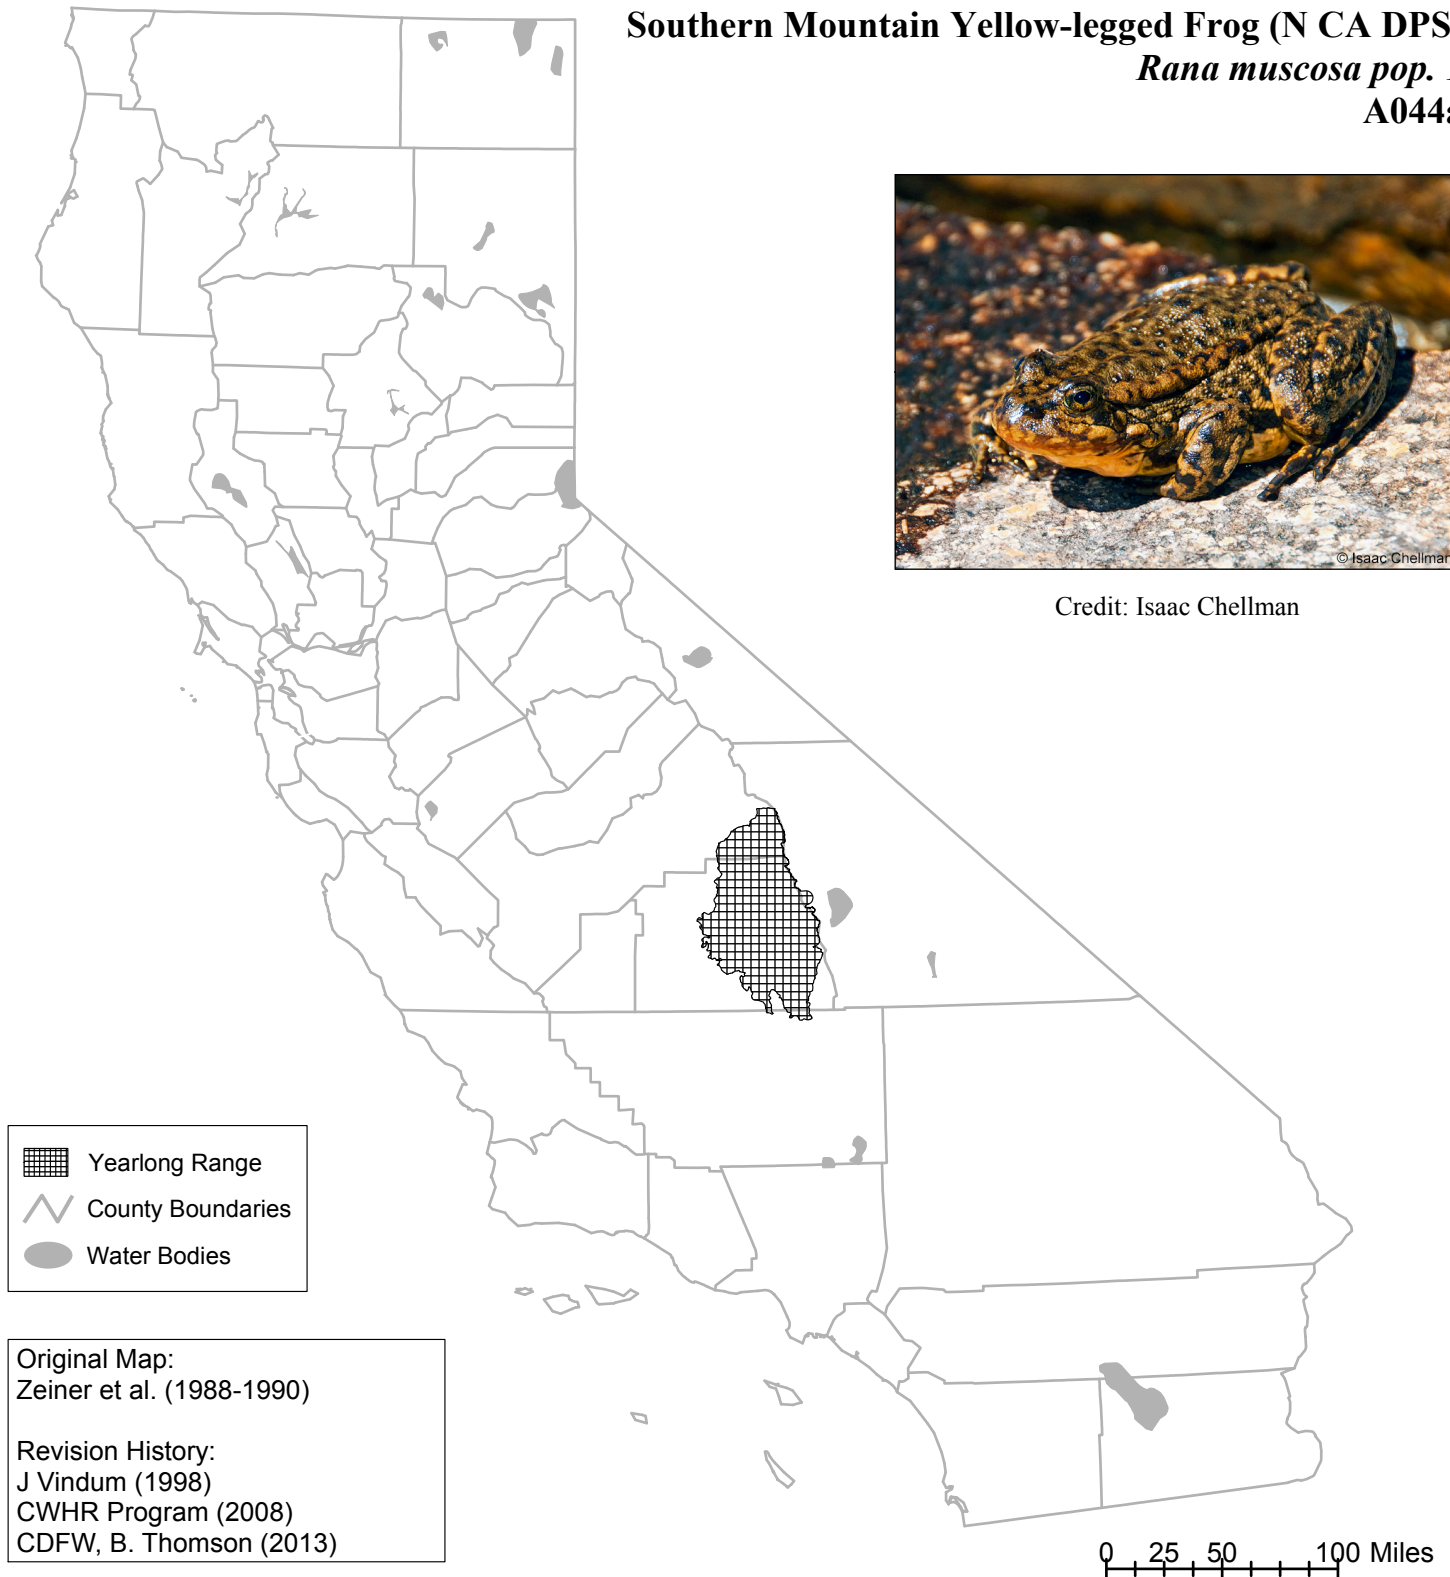 Southern Mountain Yellow-legged Frog (N CA DPS
Rana muscosa pop.
A044a
© Isaac Chellman
Credit: Isaac Chellman
Yearlong Range
County Boundaries
Water Bodies
Original Map:
Zeiner et al. (1988-1990)
Revision History:
J Vindum (1998)
CWHR Program (2008)
CDFW, B. Thomson (2013)
0 25 50 100 Miles